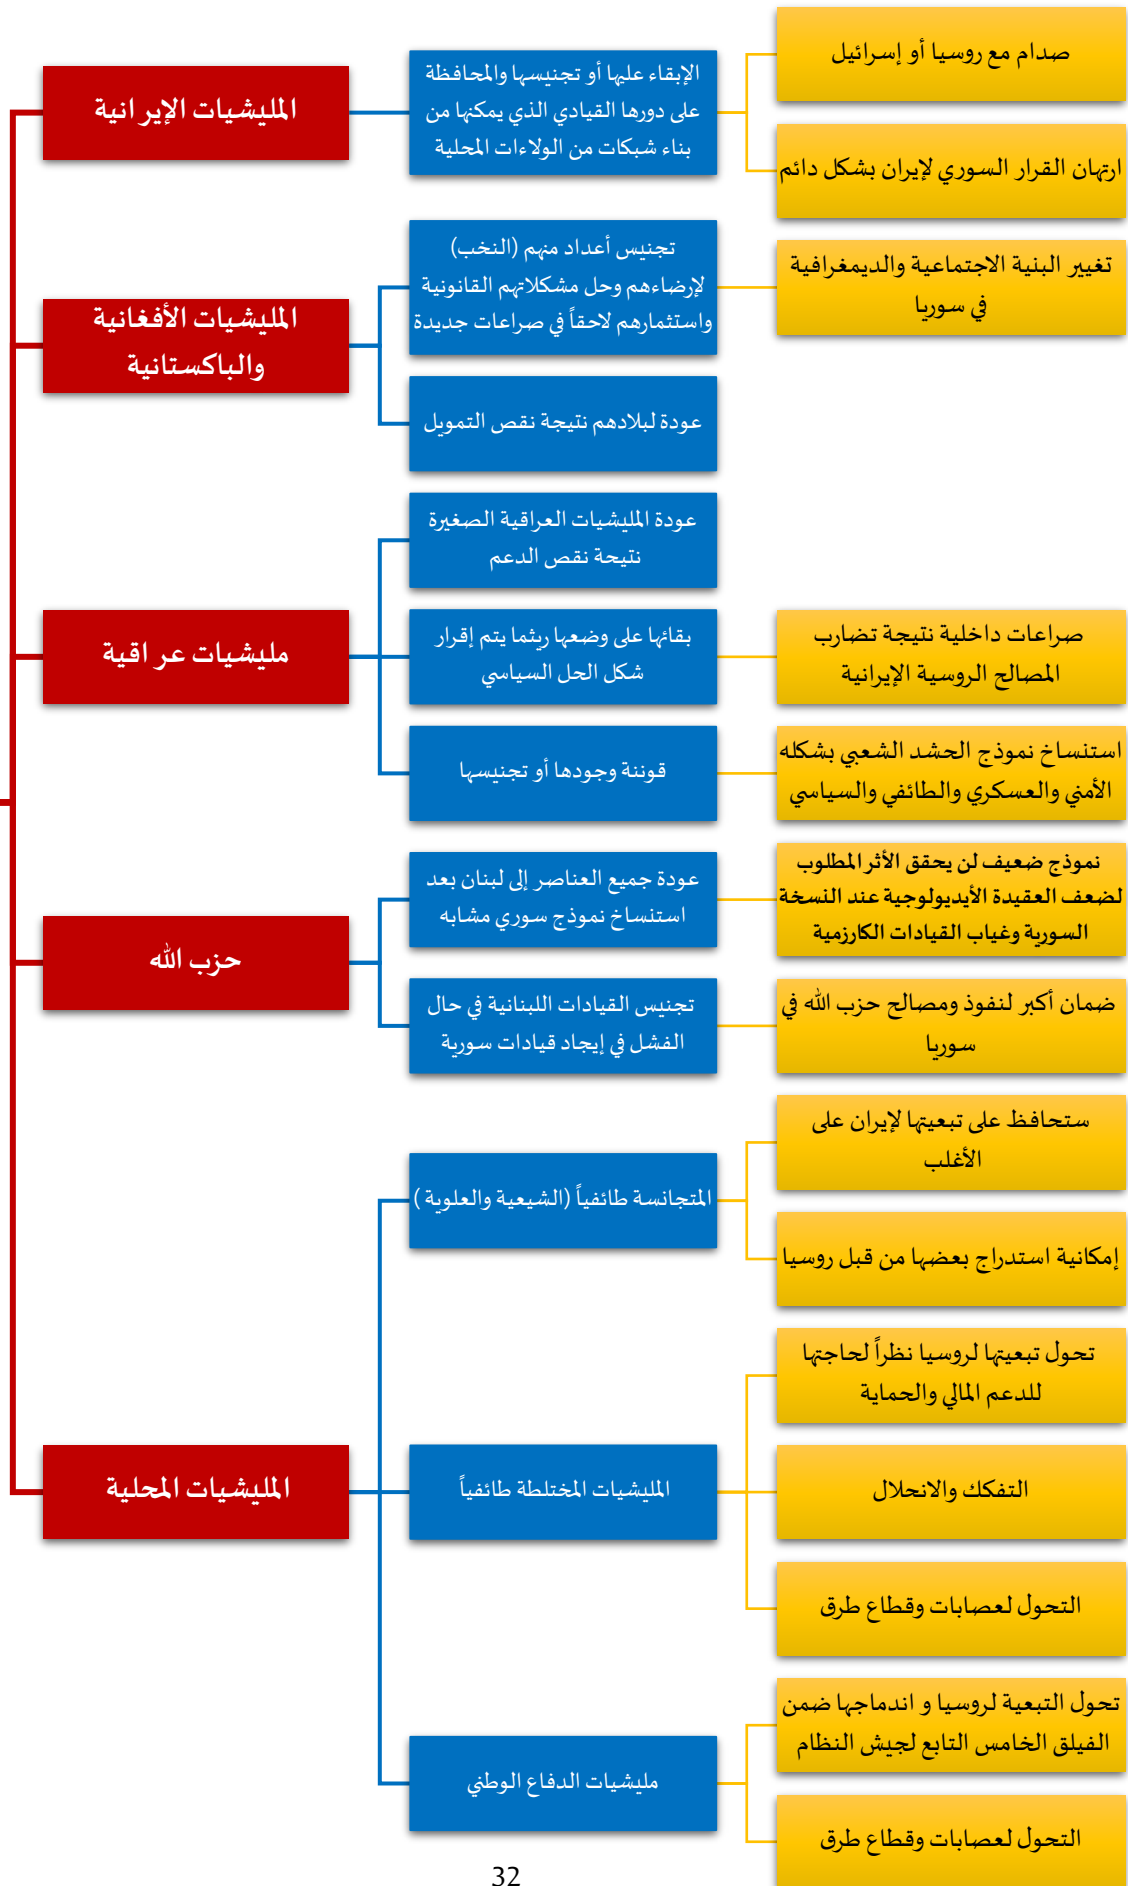 المليشيات الإيرانية
الإبقاء عليها أو تجنيسها والمحافظة
على دورها القيادي الذي يمكنها من
بناء شبكات من الولاءات المحلية
صدام مع روسيا أو إسرائيل
ارتهان القرار السوري لإيران بشكل دائم
المليشيات الأفغانية
والباكستانية
تجنيس أعداد منهم (النخب)
لإرضاءهم وحل مشكلاتهم القانونية
واستثمارهم لاحقاً في صراعات جديدة
تغيير البنية الاجتماعية والديمغرافية
في سوريا
عودة لبلادهم نتيجة نقص التمويل
مليشيات عراقية
عودة المليشيات العراقية الصغيرة
نتيجة نقص الدعم
بقائها على وضعها ريثما يتم إقرار
شكل الحل السياسي
صراعات داخلية نتيجة تضارب
المصالح الروسية الإيرانية
قوننة وجودها أو تجنيسها
استنساخ نموذج الحشد الشعبي بشكله
الأمني والعسكري والطائفي والسياسي
حزب الله
عودة جميع العناصر إلى لبنان بعد
استنساخ نموذج سوري مشابه
نموذج ضعيف لن يحقق الأثر المطلوب
لضعف العقيدة الأيديولوجية عند النسخة
السورية وغياب القيادات الكارزمية
تجنيس القيادات اللبنانية في حال
الفشل في إيجاد قيادات سورية
ضمان أكبر لنفوذ ومصالح حزب الله في
سوريا
المليشيات المحلية
المتجانسة طائفياً (الشيعية والعلوية )
ستحافظ على تبعيتها لإيران على
الأغلب
إمكانية استدراج بعضها من قبل روسيا
المليشيات المختلطة طائفياً
تحول تبعيتها لروسيا نظراً لحاجتها
للدعم المالي والحماية
التفكك والانحلال
التحول لعصابات وقطاع طرق
مليشيات الدفاع الوطني
تحول التبعية لروسيا و اندماجها ضمن
الفيلق الخامس التابع لجيش النظام
التحول لعصابات وقطاع طرق
32